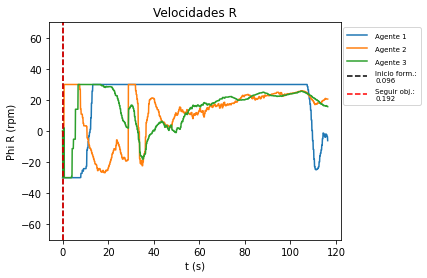 Velocidades R
Phi R (rpm)
60
40
20
0
−20
−40
−60
0
20
40
60
80
100
120
t (s)
Agente 1
Agente 2
Agente 3
Inicio form.:
0.096
Seguir obj.:
0.192